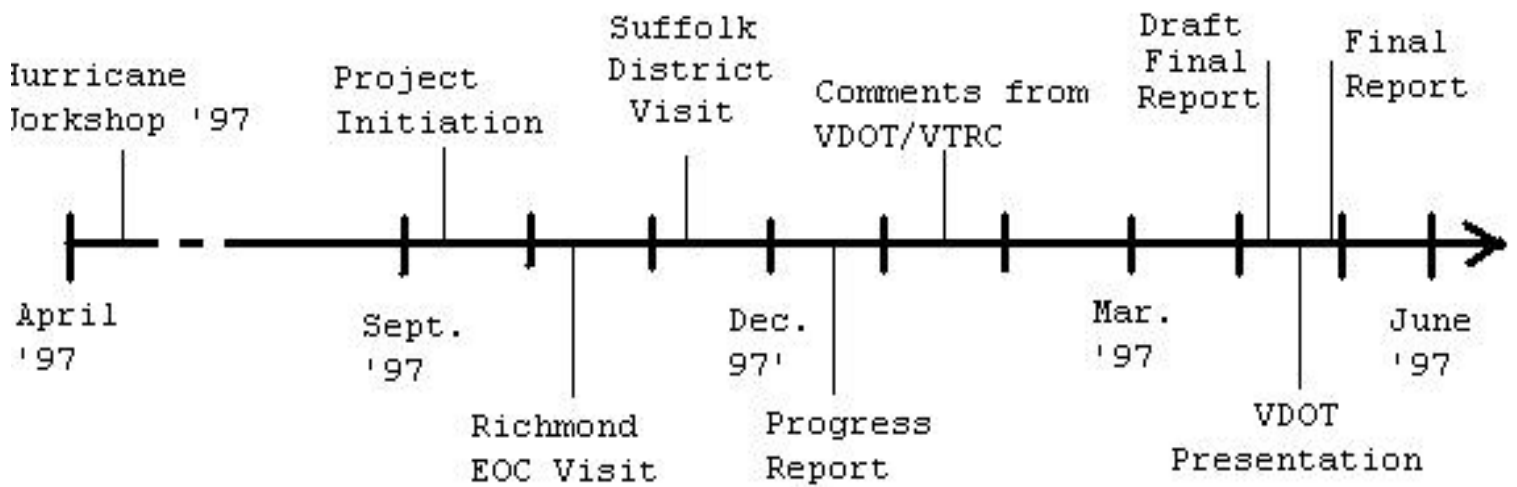 Hurricane
Workshop '97
Project
Initiation
Suffolk
District
Visit
Comments from
VDOT/VTRC
Draft
Final
Report
Final
Report
April
'97
Sept.
'97
Dec.
97'
Mar.
'97
June
'97
Richmond
EOC Visit
Progress
Report
VDOT
Presentation